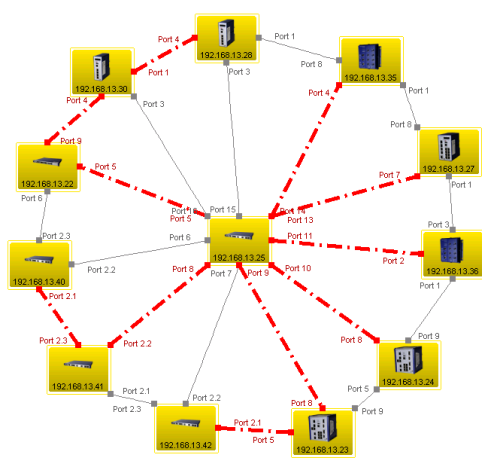 Port 4
192.168.13.28
Port 1
Port 3
Port 8
192.168.13.35
Port 4
Port 1
192.168.13.30
Port 1
Port 4
Port 3
Port 8
192.168.13.27
Port 7
Port 1
Port 9
192.168.13.22
Port 5
Port 6
Port 15
Port 5
Port 14
Port 13
Port 11
Port 3
192.168.13.36
Port 2
Port 1
Port 6
192.168.13.25
Port 8
Port 7
Port 9
Port 10
Port 2.3
192.168.13.40
Port 2.2
Port 2.1
Port 2.3
192.168.13.41
Port 2.2
Port 2.1
Port 2.3
Port 9
Port 8
192.168.13.24
Port 5
Port 9
Port 2.2
192.168.13.42
Port 2.1
Port 5
Port 8
192.168.13.23